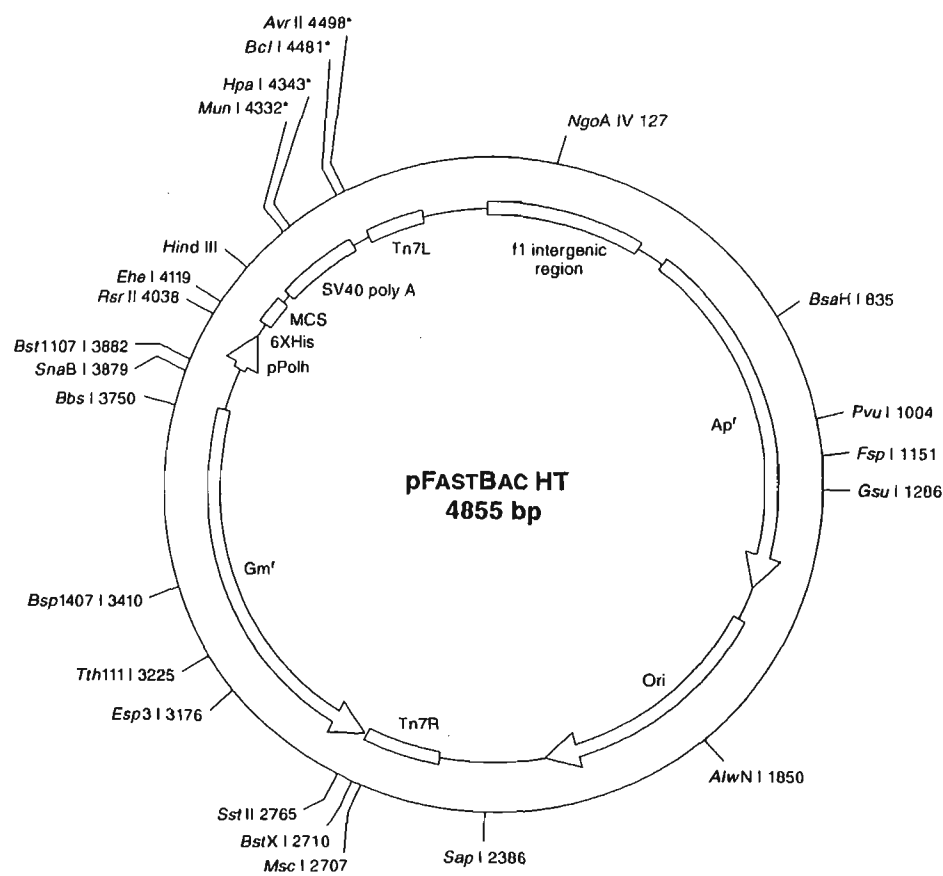 Avr II 4498*
Bcl I 4481*
Hpa I 4343*
Mun I 4332*
NgoA IV 127
Hind III
Ehe I 4119
Rsr II 4038
Bst1107 I 3882
SnaB I 3879
Bbs I 3750
Tn7L
SV40 poly A
MCS
6XHis
pPolh
f1 intergenic
region
BsaH I 835
Pvu I 1004
Fsp I 1151
Gsu I 1286
Apr
pFASTBAC HT
4855 bp
Gmr
Bsp1407 I 3410
Tth111 I 3225
Esp3 I 3176
Ori
Tn7R
AlwN I 1850
Sst II 2765
BstX I 2710
Msc I 2707
Sap I 2386